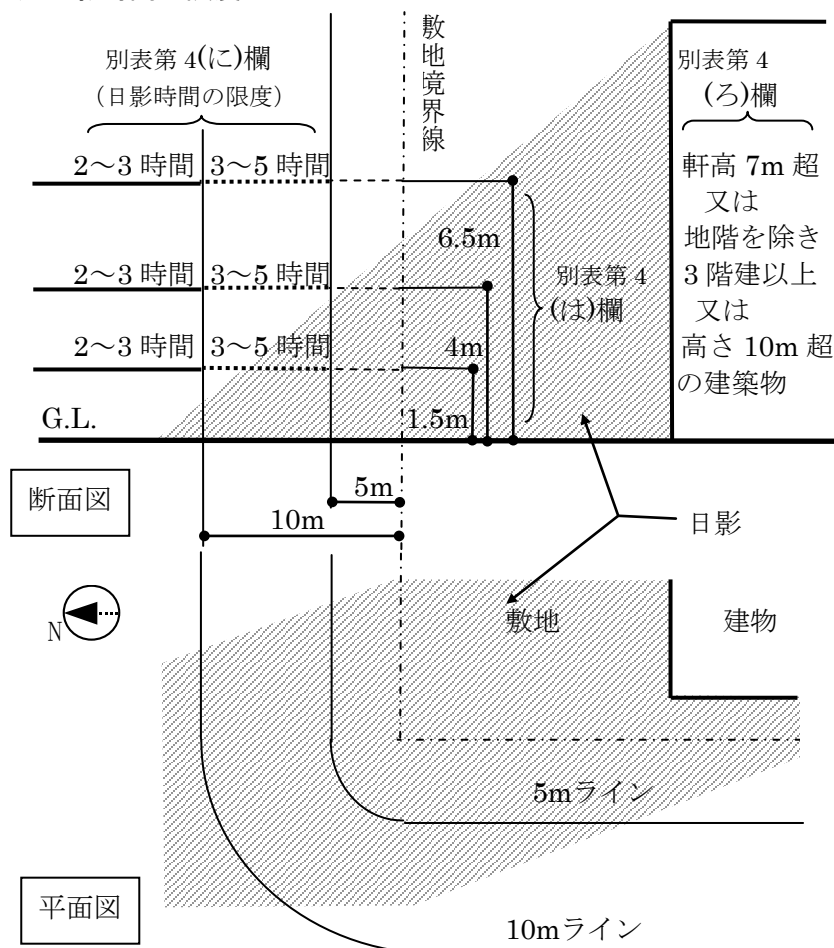 敷地境界線
別表第 4(に)欄
（日影時間の限度）
別表第 4
(ろ)欄
2～3 時間 3～5 時間
軒高 7m 超
又は
地階を除き
3 階建以上
又は
高さ 10m 超
の建築物
6.5m
別表第 4
(は)欄
2～3 時間 3～5 時間
4m
2～3 時間 3～5 時間
1.5m
G.L.
断面図
5m
10m
日影
N
敷地
建物
5mライン
平面図
10mライン